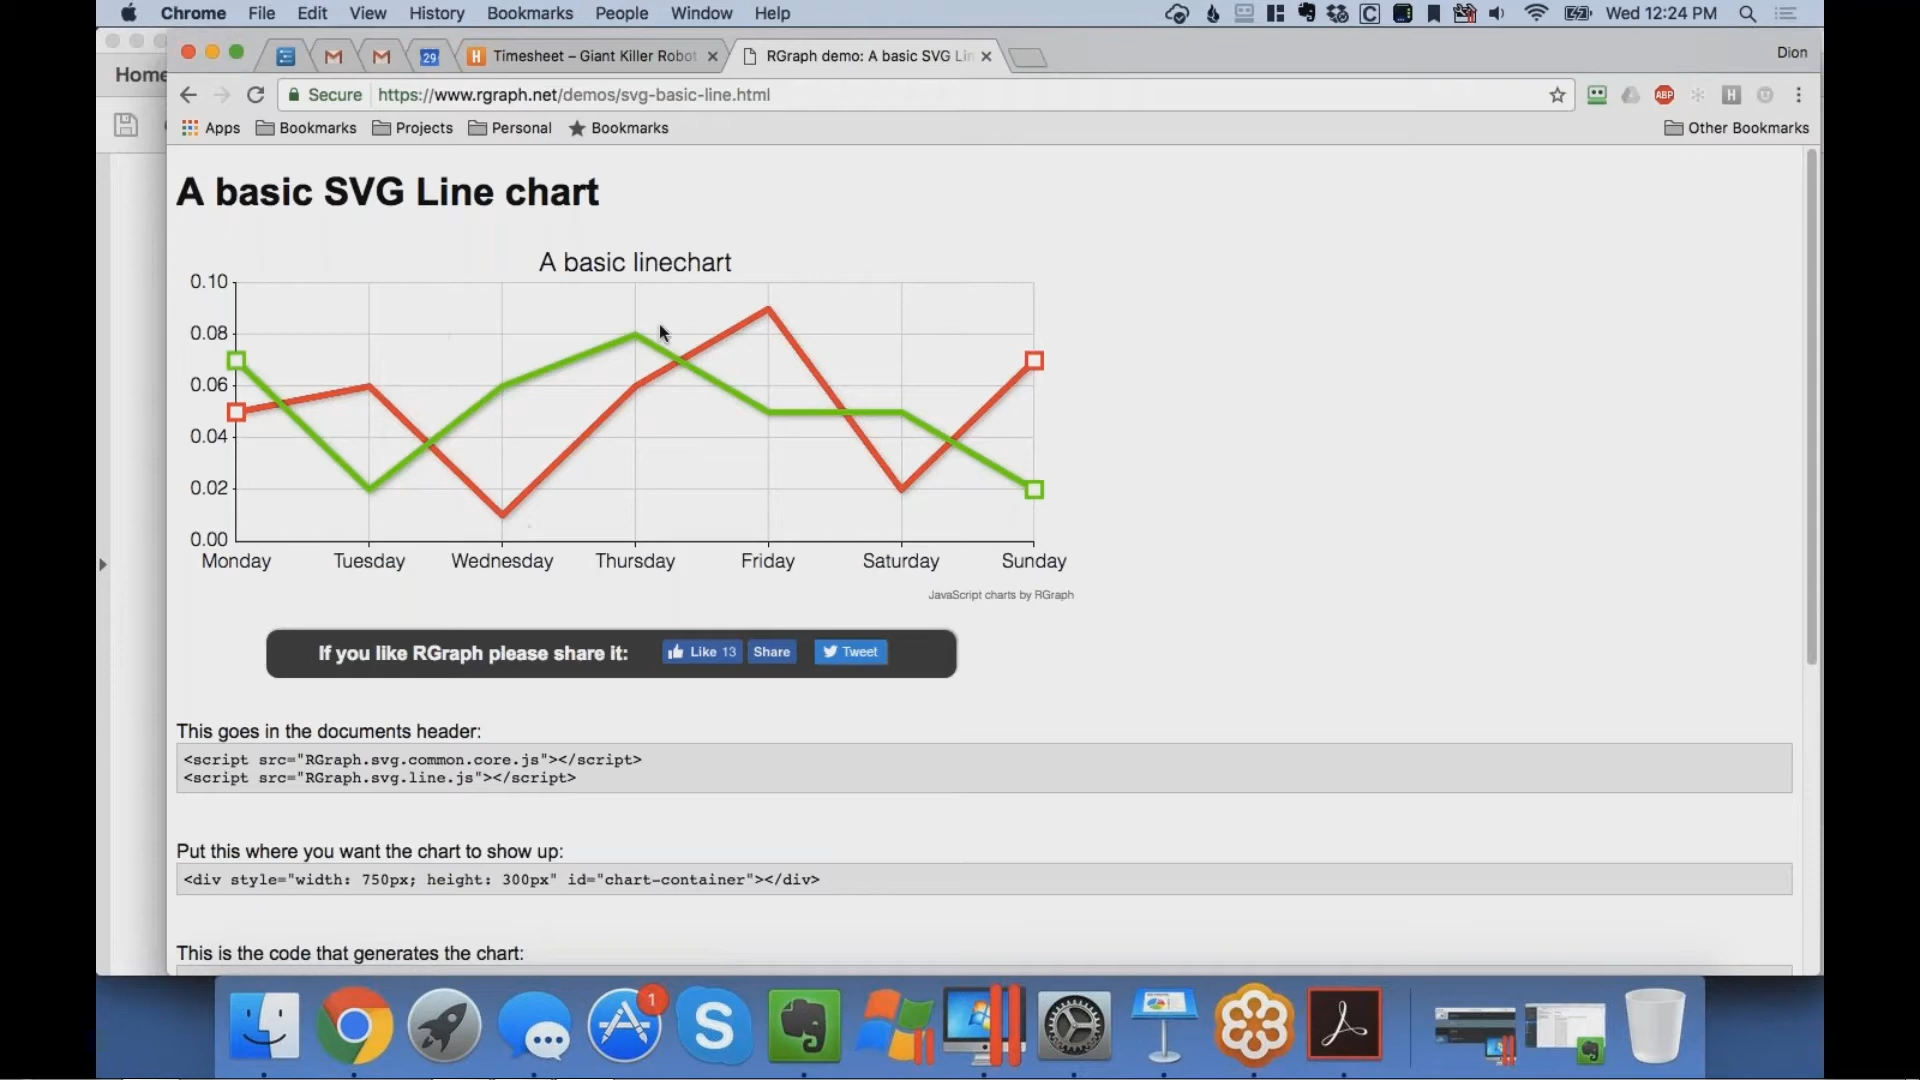 Chrome File Edit View History Bookmarks People Window Help Wed 12:24 PM
Timesheet – Giant Killer Robot
RGraph demo: A basic SVG Lin
Dion
29
Home
Secure https://www.rgraph.net/demos/svg-basic-line.html
ABP
H
Apps Bookmarks Projects Personal Bookmarks Other Bookmarks
A basic SVG Line chart
A basic linechart
0.10
0.08
0.06
0.04
0.02
0.00
Monday Tuesday Wednesday Thursday Friday Saturday Sunday
JavaScript charts by RGraph
If you like RGraph please share it: Like 13 Share Tweet
This goes in the documents header:
<script src="RGraph.svg.common.core.js"></script>
<script src="RGraph.svg.line.js"></script>
Put this where you want the chart to show up:
<div style="width: 750px; height: 300px" id="chart-container"></div>
This is the code that generates the chart:
1